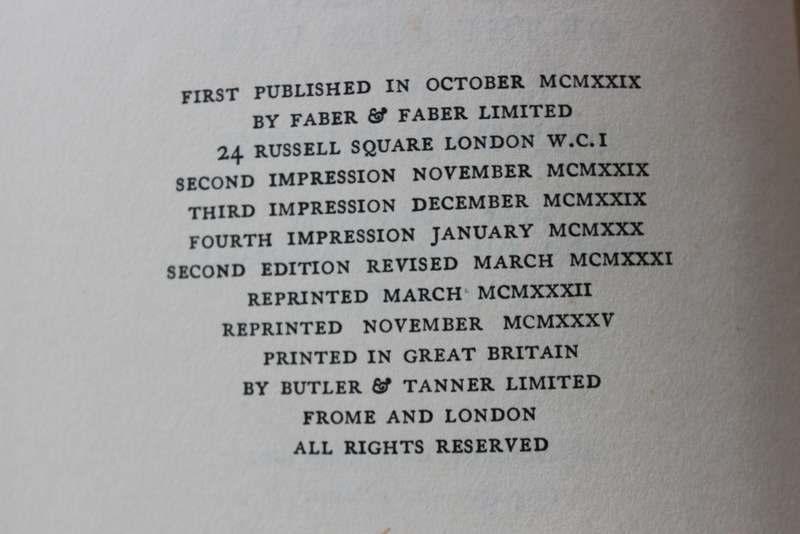 FIRST PUBLISHED IN OCTOBER MCMXXIX
BY FABER & FABER LIMITED
24 RUSSELL SQUARE LONDON W.C.I
SECOND IMPRESSION NOVEMBER MCMXXIX
THIRD IMPRESSION DECEMBER MCMXXIX
FOURTH IMPRESSION JANUARY MCMXXX
SECOND EDITION REVISED MARCH MCMXXXI
REPRINTED MARCH MCMXXXII
REPRINTED NOVEMBER MCMXXXV
PRINTED IN GREAT BRITAIN
BY BUTLER & TANNER LIMITED
FROME AND LONDON
ALL RIGHTS RESERVED